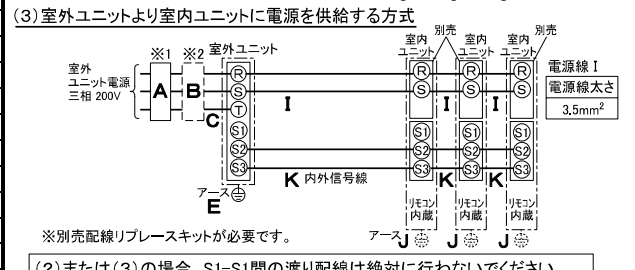 (3)室外ユニットより室内ユニットに電源を供給する方式
※1 ※2 室外ユニット
室内ユニット 別売 室内ユニット 室内ユニット 別売
室外
ユニット電源
三相 200V
A B C
R S T S1 S2 S3
I I I
R S S1 S2 S3
R S S1 S2 S3
R S S1 S2 S3
電源線 I
電源線太さ
3.5mm²
K 内外信号線 K K
アース
E
リモコン内蔵 リモコン内蔵 リモコン内蔵
アース J J J
※別売配線リプレースキットが必要です。
(2)または(3)の場合、S1-S1間の渡り配線は絶対に行わないでください